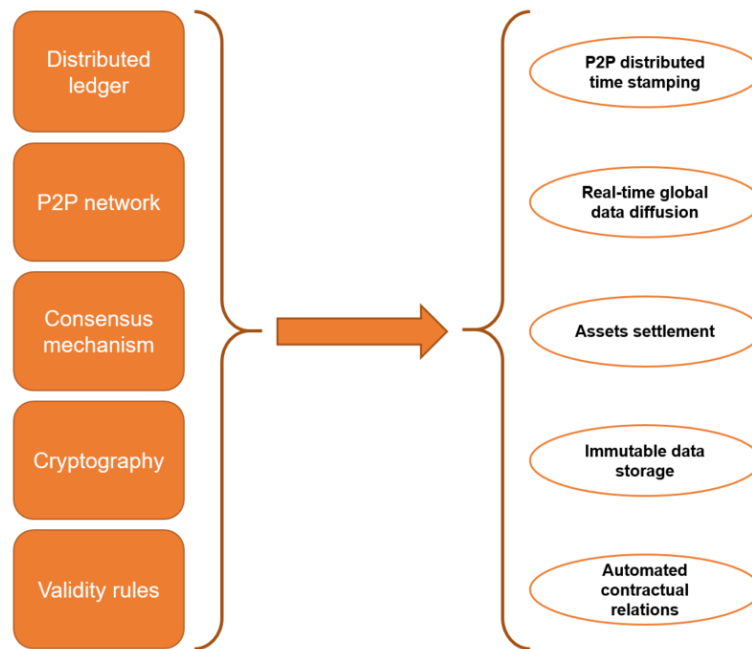 Distributed
ledger
P2P network
Consensus
mechanism
Cryptography
Validity rules
P2P distributed
time stamping
Real-time global
data diffusion
Assets settlement
Immutable data
storage
Automated
contractual
relations